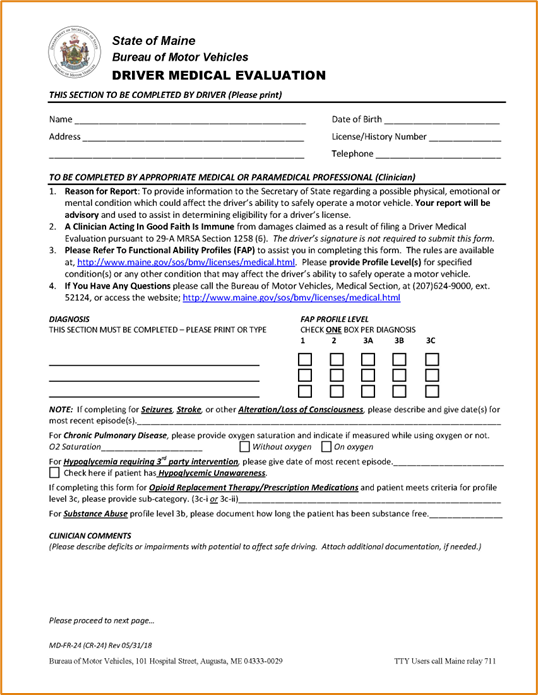 State of Maine
Bureau of Motor Vehicles
DRIVER MEDICAL EVALUATION
THIS SECTION TO BE COMPLETED BY DRIVER (Please print)
Name Date of Birth
Address License/History Number
Telephone
TO BE COMPLETED BY APPROPRIATE MEDICAL OR PARAMEDICAL PROFESSIONAL (Clinician)
1. Reason for Report: To provide information to the Secretary of State regarding a possible physical, emotional or
mental condition which could affect the driver's ability to safely operate a motor vehicle. Your report will be
advisory and used to assist in determining eligibility for a driver's license.
2. A Clinician Acting In Good Faith Is Immune from damages claimed as a result of filing a Driver Medical
Evaluation pursuant to 29-A MRSA Section 1258 (6). The driver's signature is not required to submit this form.
3. Please Refer To Functional Ability Profiles (FAP) to assist you in completing this form. The rules are available
at, http://www.maine.gov/sos/bmv/licenses/medical.html. Please provide Profile Level(s) for specified
condition(s) or any other condition that may affect the driver's ability to safely operate a motor vehicle.
4. If You Have Any Questions please call the Bureau of Motor Vehicles, Medical Section, at (207)624-9000, ext.
52124, or access the website; http://www.maine.gov/sos/bmv/licenses/medical.html
DIAGNOSIS FAP PROFILE LEVEL
THIS SECTION MUST BE COMPLETED – PLEASE PRINT OR TYPE CHECK ONE BOX PER DIAGNOSIS
1 2 3A 3B 3C
NOTE: If completing for Seizures, Stroke, or other Alteration/Loss of Consciousness, please describe and give date(s) for
most recent episode(s).
For Chronic Pulmonary Disease, please provide oxygen saturation and indicate if measured while using oxygen or not.
O2 Saturation Without oxygen On oxygen
For Hypoglycemia requiring 3rd party intervention, please give date of most recent episode.
Check here if patient has Hypoglycemic Unawareness.
If completing this form for Opioid Replacement Therapy/Prescription Medications and patient meets criteria for profile
level 3c, please provide sub-category. (3c-i or 3c-ii)
For Substance Abuse profile level 3b, please document how long the patient has been substance free.
CLINICIAN COMMENTS
(Please describe deficits or impairments with potential to affect safe driving. Attach additional documentation, if needed.)
Please proceed to next page…
MD-FR-24 (CR-24) Rev 05/31/18
Bureau of Motor Vehicles, 101 Hospital Street, Augusta, ME 04333-0029 TTY Users call Maine relay 711